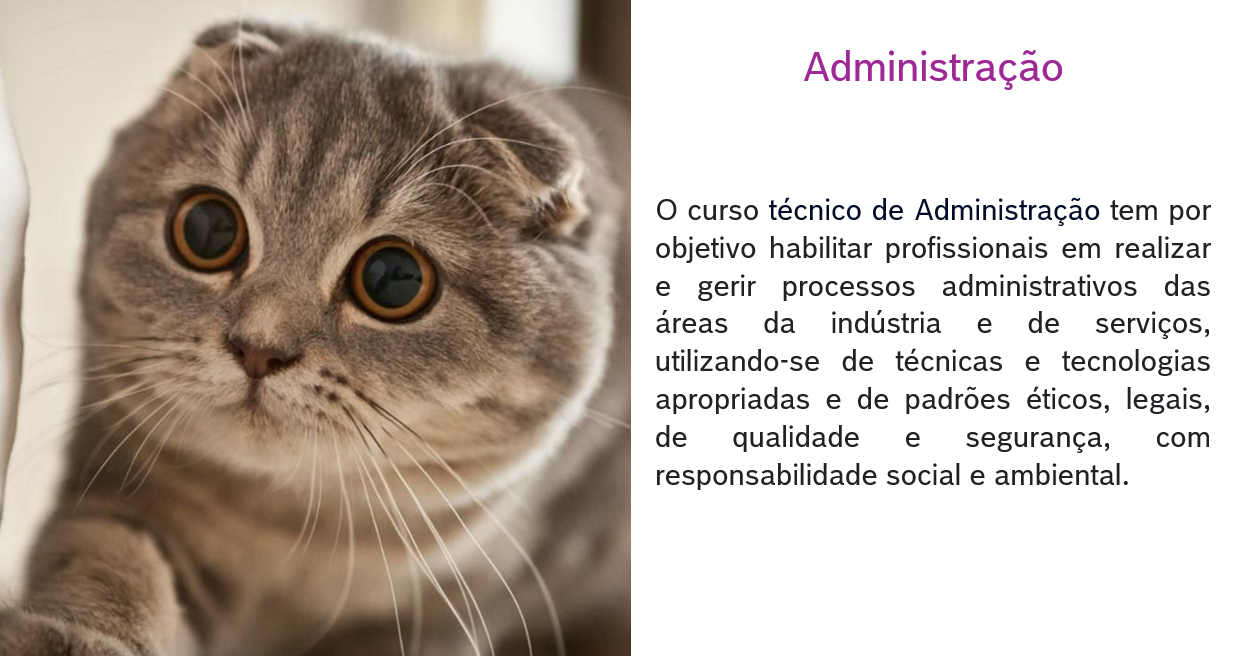 Administração
O curso técnico de Administração tem por
objetivo habilitar profissionais em realizar
e gerir processos administrativos das
áreas da indústria e de serviços,
utilizando-se de técnicas e tecnologias
apropriadas e de padrões éticos, legais,
de qualidade e segurança, com
responsabilidade social e ambiental.